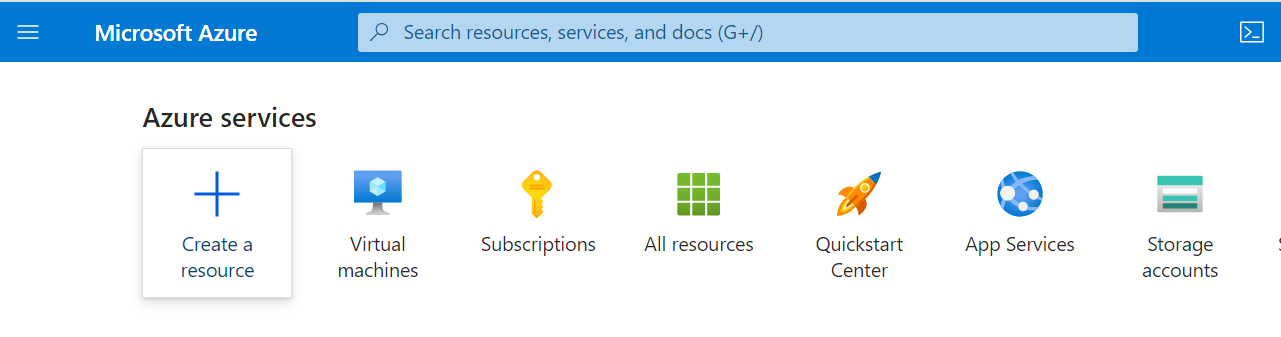 Microsoft Azure
Search resources, services, and docs (G+/)
Azure services
Create a
resource
Virtual
machines
Subscriptions
All resources
Quickstart
Center
App Services
Storage
accounts